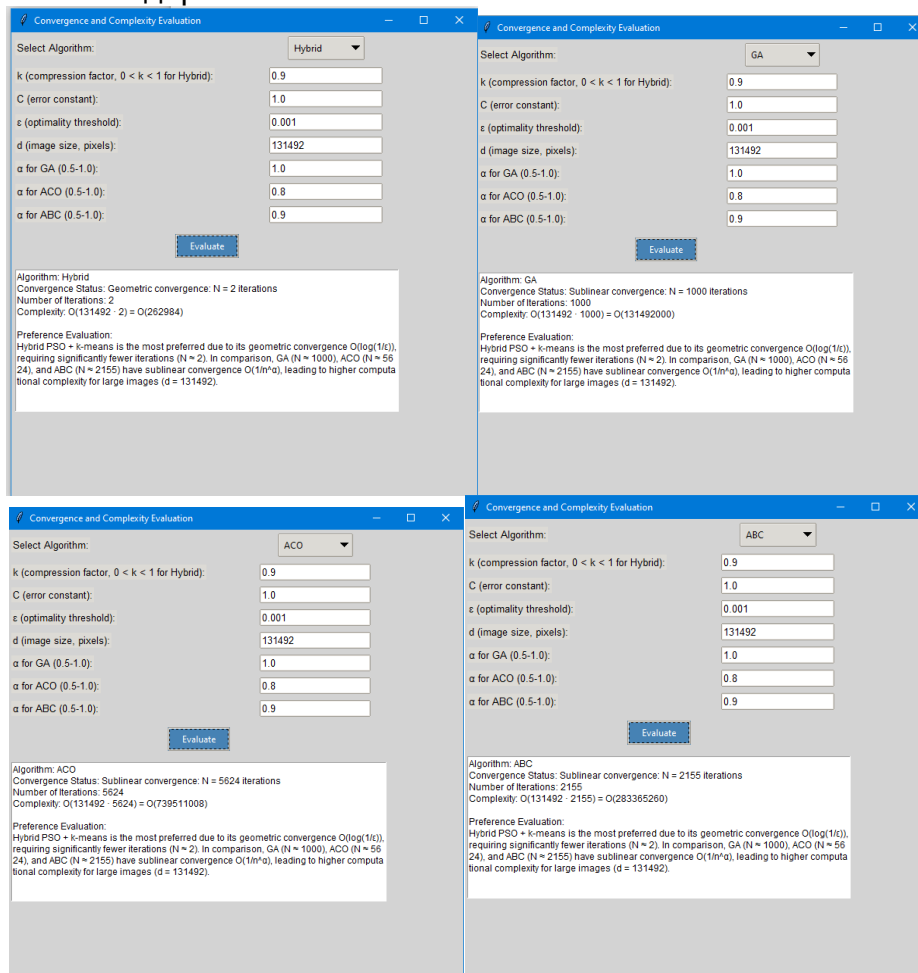 Convergence and Complexity Evaluation
Select Algorithm: Hybrid
k (compression factor, 0 < k < 1 for Hybrid): 0.9
C (error constant): 1.0
ε (optimality threshold): 0.001
d (image size, pixels): 131492
α for GA (0.5-1.0): 1.0
α for ACO (0.5-1.0): 0.8
α for ABC (0.5-1.0): 0.9
Evaluate
Algorithm: Hybrid
Convergence Status: Geometric convergence: N = 2 iterations
Number of Iterations: 2
Complexity: O(131492 · 2) = O(262984)
Preference Evaluation:
Hybrid PSO + k-means is the most preferred due to its geometric convergence O(log(1/ε)),
requiring significantly fewer iterations (N ≈ 2). In comparison, GA (N ≈ 1000), ACO (N ≈ 56
24), and ABC (N ≈ 2155) have sublinear convergence O(1/n^α), leading to higher computa
tional complexity for large images (d = 131492).
Convergence and Complexity Evaluation
Select Algorithm: GA
k (compression factor, 0 < k < 1 for Hybrid): 0.9
C (error constant): 1.0
ε (optimality threshold): 0.001
d (image size, pixels): 131492
α for GA (0.5-1.0): 1.0
α for ACO (0.5-1.0): 0.8
α for ABC (0.5-1.0): 0.9
Evaluate
Algorithm: GA
Convergence Status: Sublinear convergence: N = 1000 iterations
Number of Iterations: 1000
Complexity: O(131492 · 1000) = O(131492000)
Preference Evaluation:
Hybrid PSO + k-means is the most preferred due to its geometric convergence O(log(1/ε)),
requiring significantly fewer iterations (N ≈ 2). In comparison, GA (N ≈ 1000), ACO (N ≈ 56
24), and ABC (N ≈ 2155) have sublinear convergence O(1/n^α), leading to higher computa
tional complexity for large images (d = 131492).
Convergence and Complexity Evaluation
Select Algorithm: ACO
k (compression factor, 0 < k < 1 for Hybrid): 0.9
C (error constant): 1.0
ε (optimality threshold): 0.001
d (image size, pixels): 131492
α for GA (0.5-1.0): 1.0
α for ACO (0.5-1.0): 0.8
α for ABC (0.5-1.0): 0.9
Evaluate
Algorithm: ACO
Convergence Status: Sublinear convergence: N = 5624 iterations
Number of Iterations: 5624
Complexity: O(131492 · 5624) = O(739511008)
Preference Evaluation:
Hybrid PSO + k-means is the most preferred due to its geometric convergence O(log(1/ε)),
requiring significantly fewer iterations (N ≈ 2). In comparison, GA (N ≈ 1000), ACO (N ≈ 56
24), and ABC (N ≈ 2155) have sublinear convergence O(1/n^α), leading to higher computa
tional complexity for large images (d = 131492).
Convergence and Complexity Evaluation
Select Algorithm: ABC
k (compression factor, 0 < k < 1 for Hybrid): 0.9
C (error constant): 1.0
ε (optimality threshold): 0.001
d (image size, pixels): 131492
α for GA (0.5-1.0): 1.0
α for ACO (0.5-1.0): 0.8
α for ABC (0.5-1.0): 0.9
Evaluate
Algorithm: ABC
Convergence Status: Sublinear convergence: N = 2155 iterations
Number of Iterations: 2155
Complexity: O(131492 · 2155) = O(283365260)
Preference Evaluation:
Hybrid PSO + k-means is the most preferred due to its geometric convergence O(log(1/ε)),
requiring significantly fewer iterations (N ≈ 2). In comparison, GA (N ≈ 1000), ACO (N ≈ 56
24), and ABC (N ≈ 2155) have sublinear convergence O(1/n^α), leading to higher computa
tional complexity for large images (d = 131492).